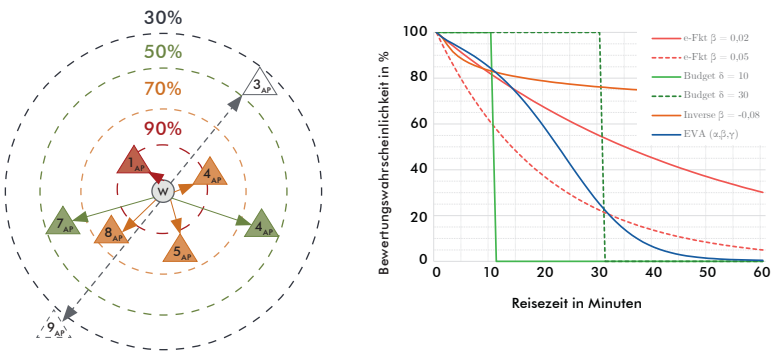 30%
50%
70%
90%
3AP
1AP
4AP
W
7AP
8AP
5AP
4AP
9AP
Bewertungswahrscheinlichkeit in %
100
80
60
40
20
0
0 10 20 30 40 50 60
Reisezeit in Minuten
e-Fkt β = 0,02
e-Fkt β = 0,05
Budget δ = 10
Budget δ = 30
Inverse β = -0,08
EVA (α,β,γ)